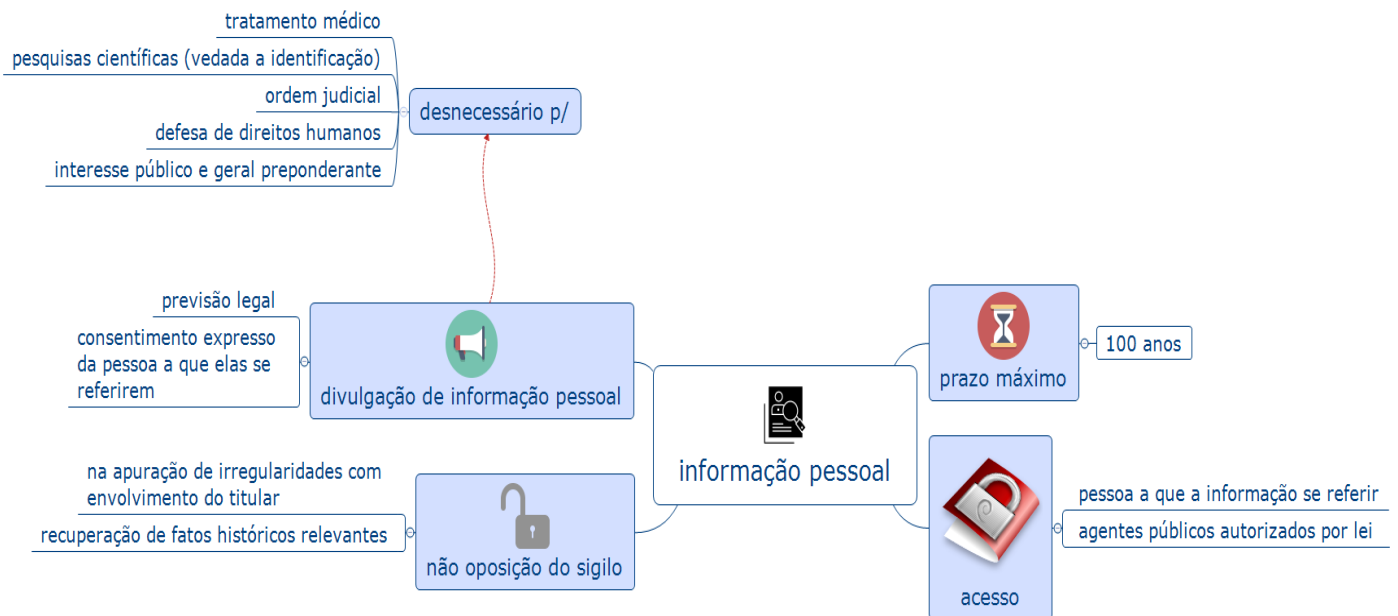 tratamento médico
pesquisas científicas (vedada a identificação)
ordem judicial
defesa de direitos humanos
interesse público e geral preponderante
desnecessário p/
previsão legal
consentimento expresso
da pessoa a que elas se
referirem
divulgação de informação pessoal
na apuração de irregularidades com
envolvimento do titular
recuperação de fatos históricos relevantes
não oposição do sigilo
informação pessoal
prazo máximo
100 anos
acesso
pessoa a que a informação se referir
agentes públicos autorizados por lei